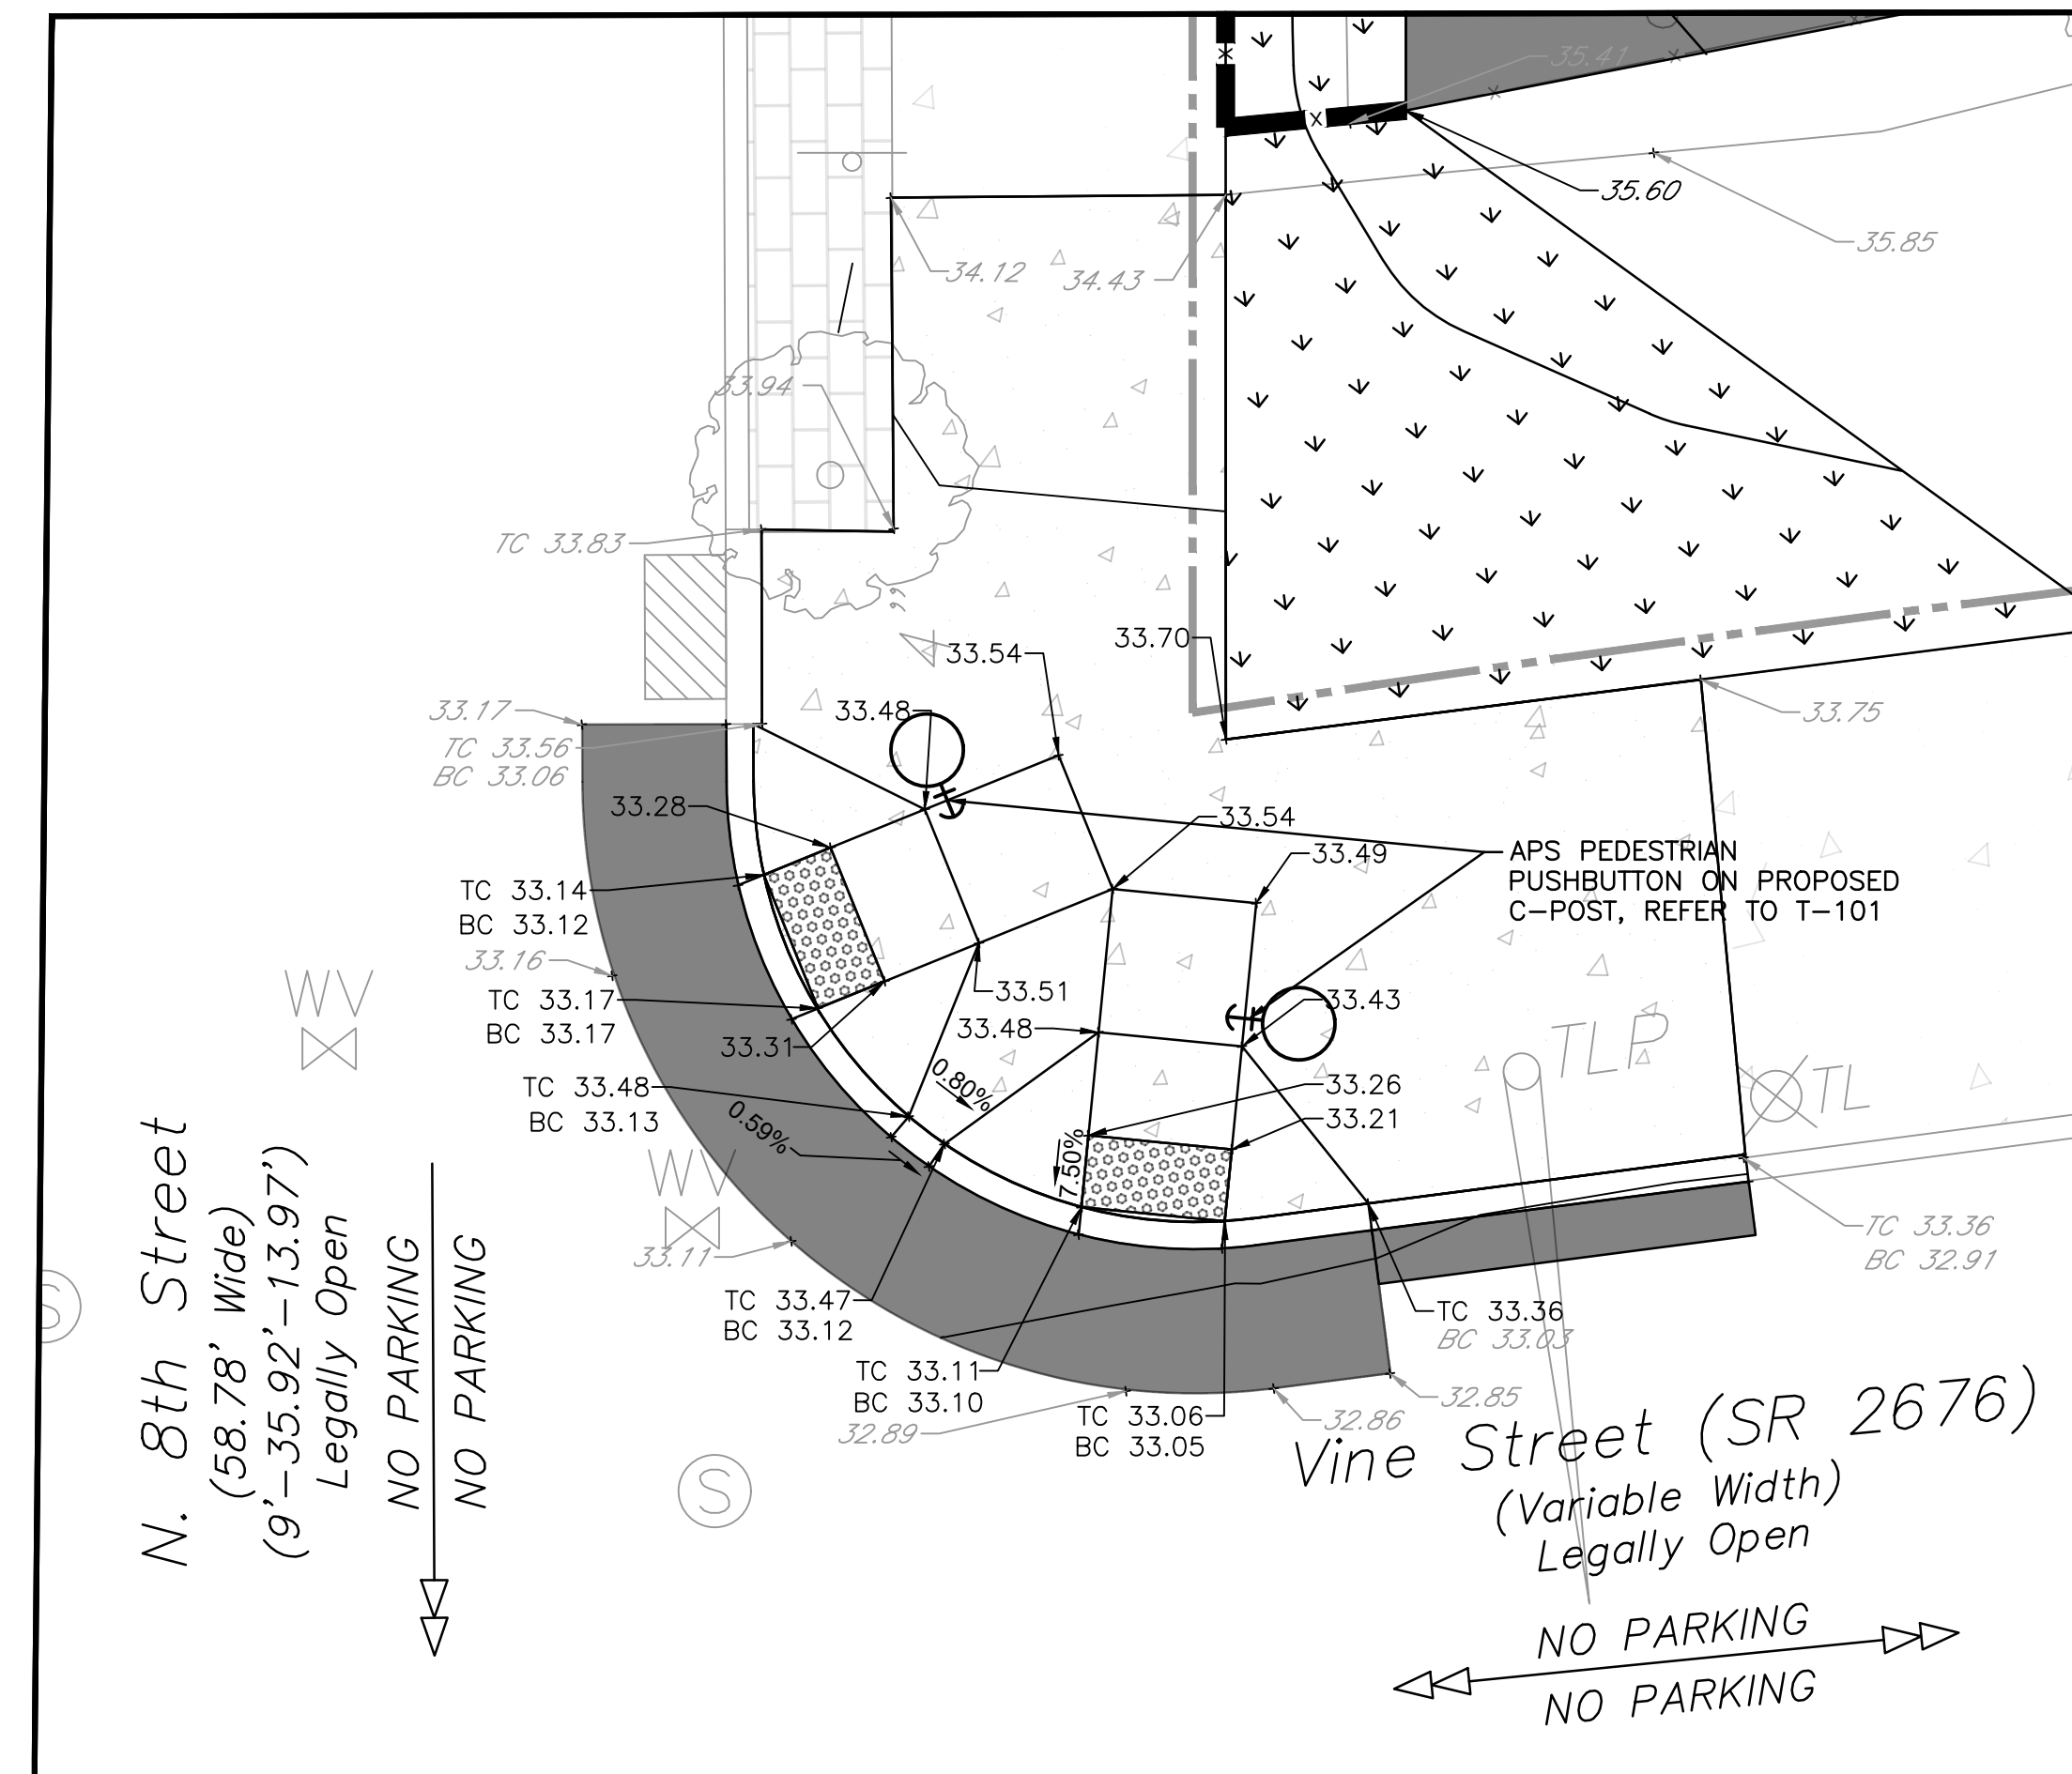 35.41
35.60
35.85
34.12
34.43
33.94
TC 33.83
33.70
33.54
33.48
33.17
TC 33.56
BC 33.06
33.75
33.28
33.54
33.49
APS PEDESTRIAN
PUSHBUTTON ON PROPOSED
C-POST, REFER TO T-101
TC 33.14
BC 33.12
33.16
TC 33.17
BC 33.17
WV
33.51
33.43
33.48
33.31
TLP
TL
TC 33.48
BC 33.13
0.80%
0.59%
7.50%
33.26
33.21
WV
33.11
TC 33.47
BC 33.12
TC 33.11
BC 33.10
32.89
TC 33.06
BC 33.05
TC 33.36
BC 33.03
TC 33.36
BC 32.91
32.85
32.86
S
S
N. 8th Street
(58.78' Wide)
(9'-35.92'-13.97')
Legally Open
NO PARKING
NO PARKING
Vine Street (SR 2676)
(Variable Width)
Legally Open
NO PARKING
NO PARKING